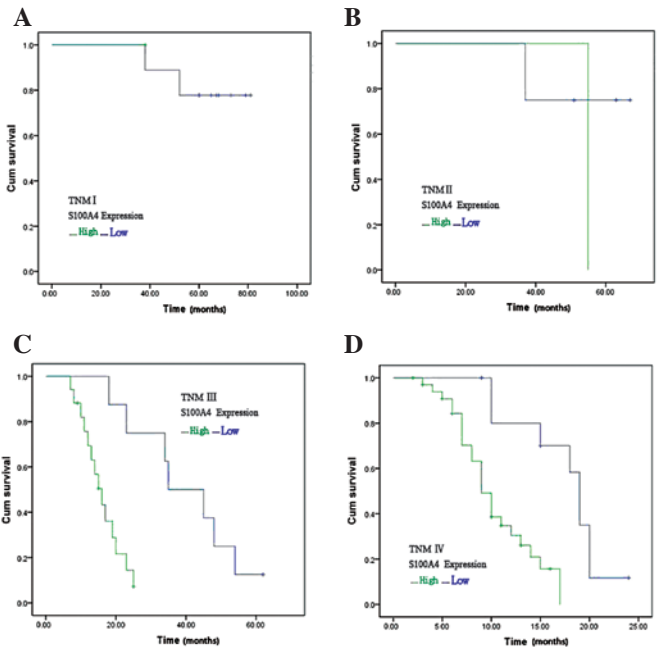 A
Cum survival
1.0
0.8
0.6
0.4
0.2
0.0
TNM I
S100A4 Expression
High Low
0.00 20.00 40.00 60.00 80.00 100.00
Time (months)
B
Cum survival
1.0
0.8
0.6
0.4
0.2
0.0
TNM II
S100A4 Expression
High Low
0.00 20.00 40.00 60.00
Time (months)
C
Cum survival
1.0
0.8
0.6
0.4
0.2
0.0
TNM III
S100A4 Expression
High Low
0.00 20.00 40.00 60.00
Time (months)
D
Cum survival
1.0
0.8
0.6
0.4
0.2
0.0
TNM IV
S100A4 Expression
High Low
0.00 5.00 10.00 15.00 20.00 25.00
Time (months)